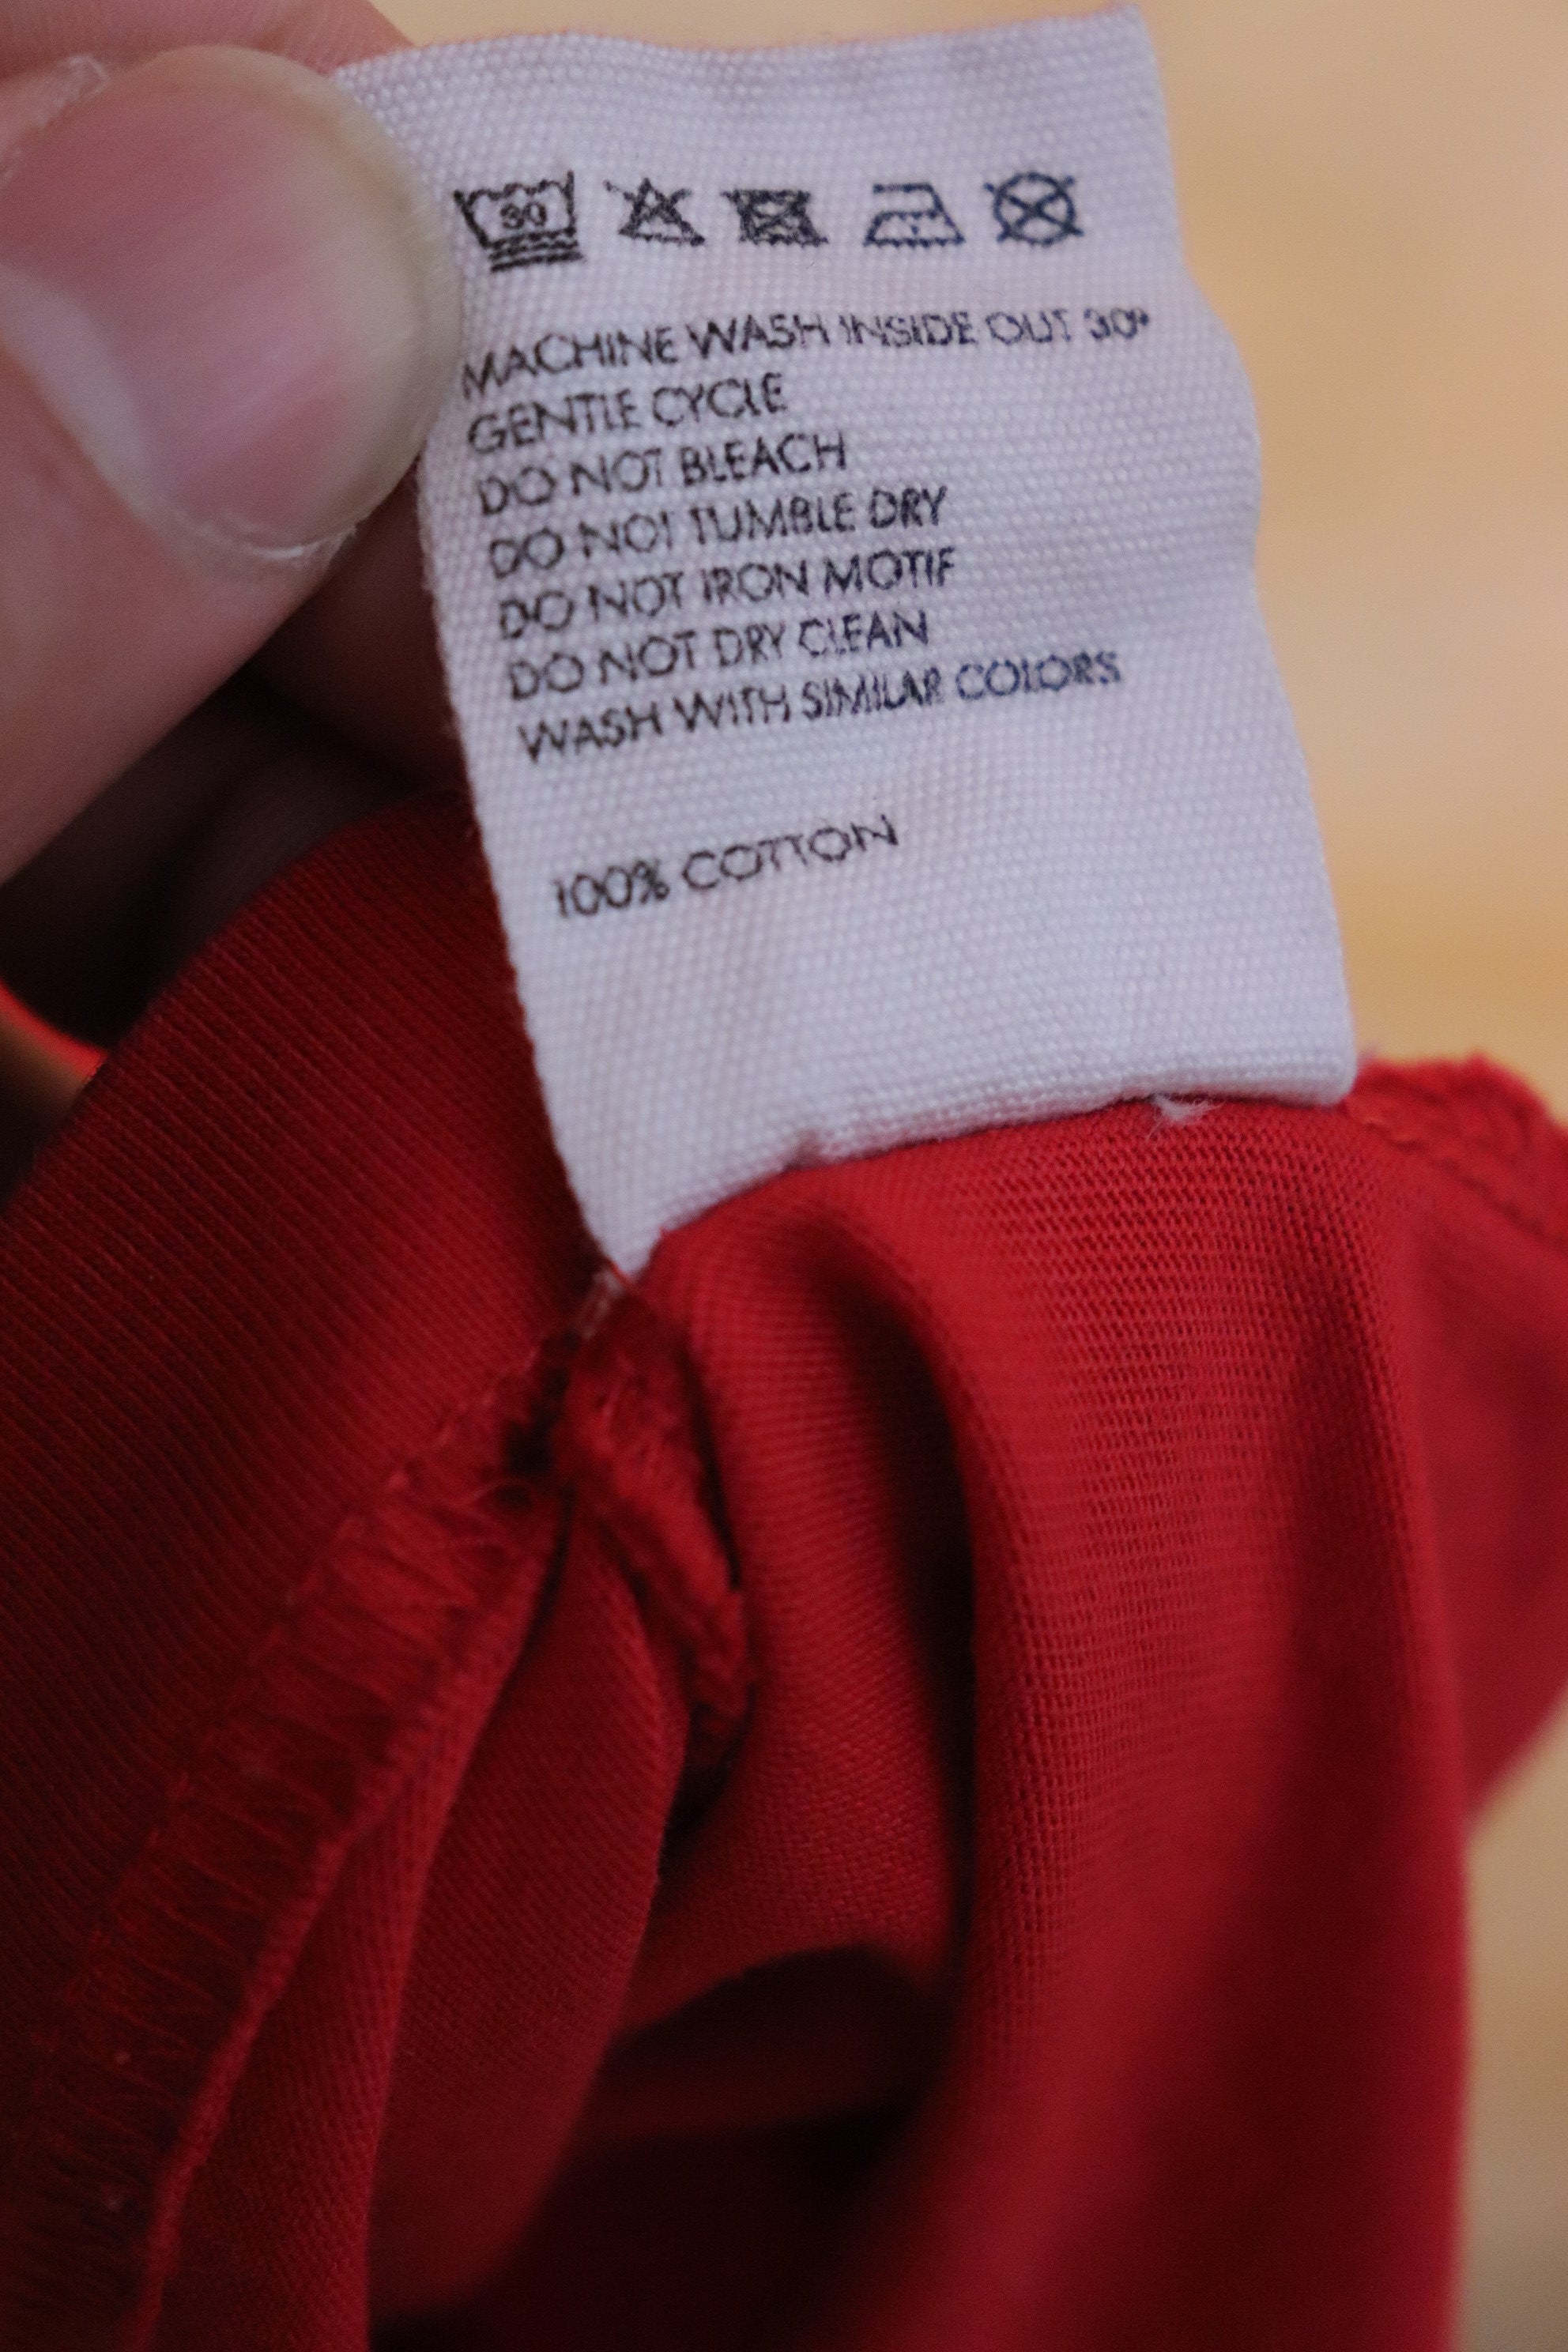 30
MACHINE WASH INSIDE OUT 30°
GENTLE CYCLE
DO NOT BLEACH
DO NOT TUMBLE DRY
DO NOT IRON MOTIF
DO NOT DRY CLEAN
WASH WITH SIMILAR COLORS
100% COTTON